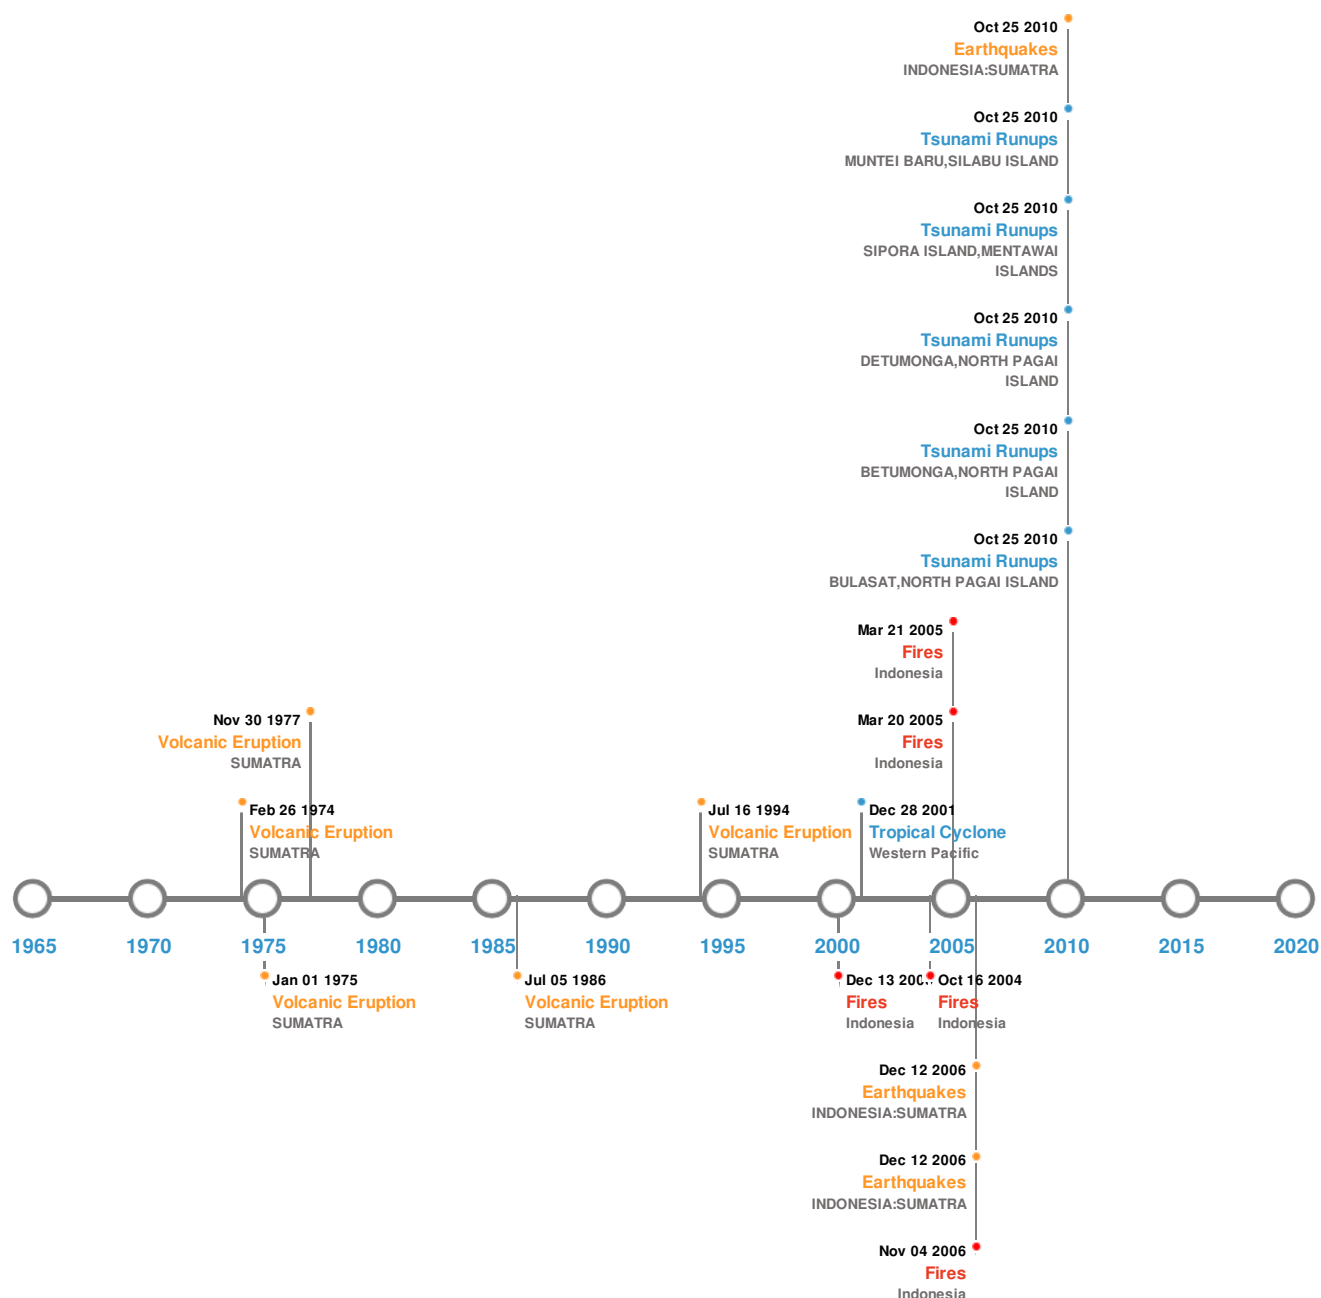 Oct 25 2010
Earthquakes
INDONESIA:SUMATRA
Oct 25 2010
Tsunami Runups
MUNTEI BARU,SILABU ISLAND
Oct 25 2010
Tsunami Runups
SIPORA ISLAND,MENTAWAI
ISLANDS
Oct 25 2010
Tsunami Runups
DETUMONGA,NORTH PAGAI
ISLAND
Oct 25 2010
Tsunami Runups
BETUMONGA,NORTH PAGAI
ISLAND
Oct 25 2010
Tsunami Runups
BULASAT,NORTH PAGAI ISLAND
Mar 21 2005
Fires
Indonesia
Nov 30 1977
Volcanic Eruption
SUMATRA
Mar 20 2005
Fires
Indonesia
Feb 26 1974
Volcanic Eruption
SUMATRA
Jul 16 1994
Volcanic Eruption
SUMATRA
Dec 28 2001
Tropical Cyclone
Western Pacific
1965 1970 1975 1980 1985 1990 1995 2000 2005 2010 2015 2020
Jan 01 1975
Volcanic Eruption
SUMATRA
Jul 05 1986
Volcanic Eruption
SUMATRA
Dec 13
Fires
Indonesia
Oct 16 2004
Fires
Indonesia
Dec 12 2006
Earthquakes
INDONESIA:SUMATRA
Dec 12 2006
Earthquakes
INDONESIA:SUMATRA
Nov 04 2006
Fires
Indonesia